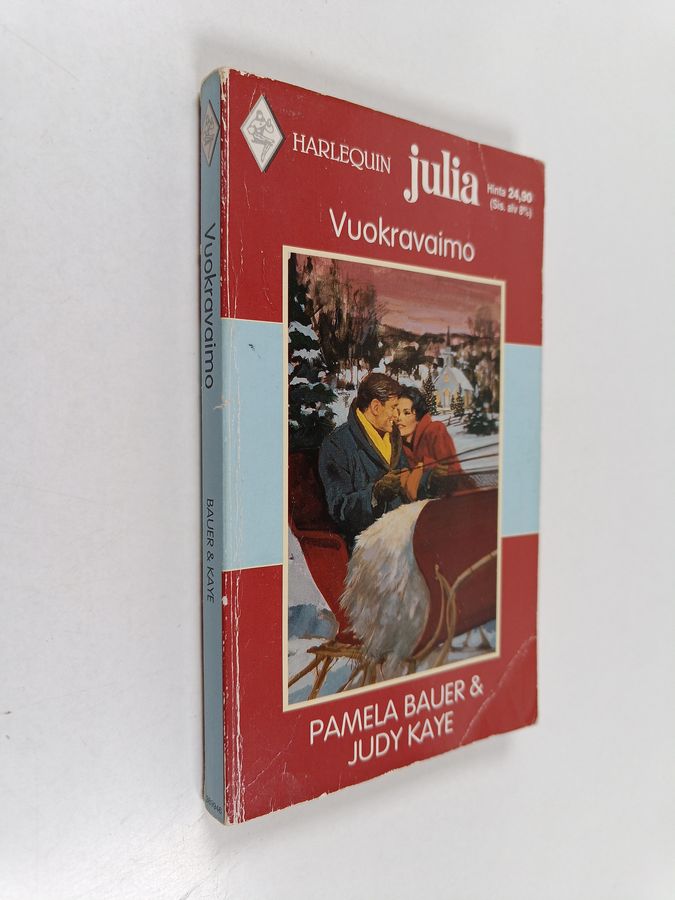 HARLEQUIN
julia
Hinta 24,90
(Sis. alv 8%)
Vuokravaimo
PAMELA BAUER &
JUDY KAYE
Vuokravaimo
BAUER & KAYE